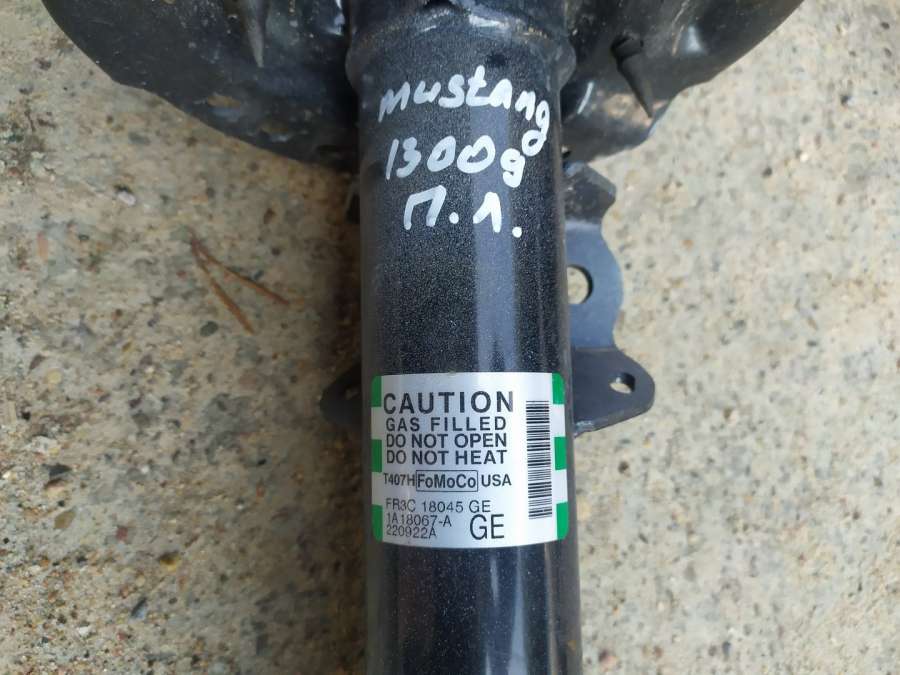 mustang
1300g
П.Л.
CAUTION
GAS FILLED
DO NOT OPEN
DO NOT HEAT
T407H FoMoCo USA
FR3C 18045 GE
1A18067-A
220922A GE